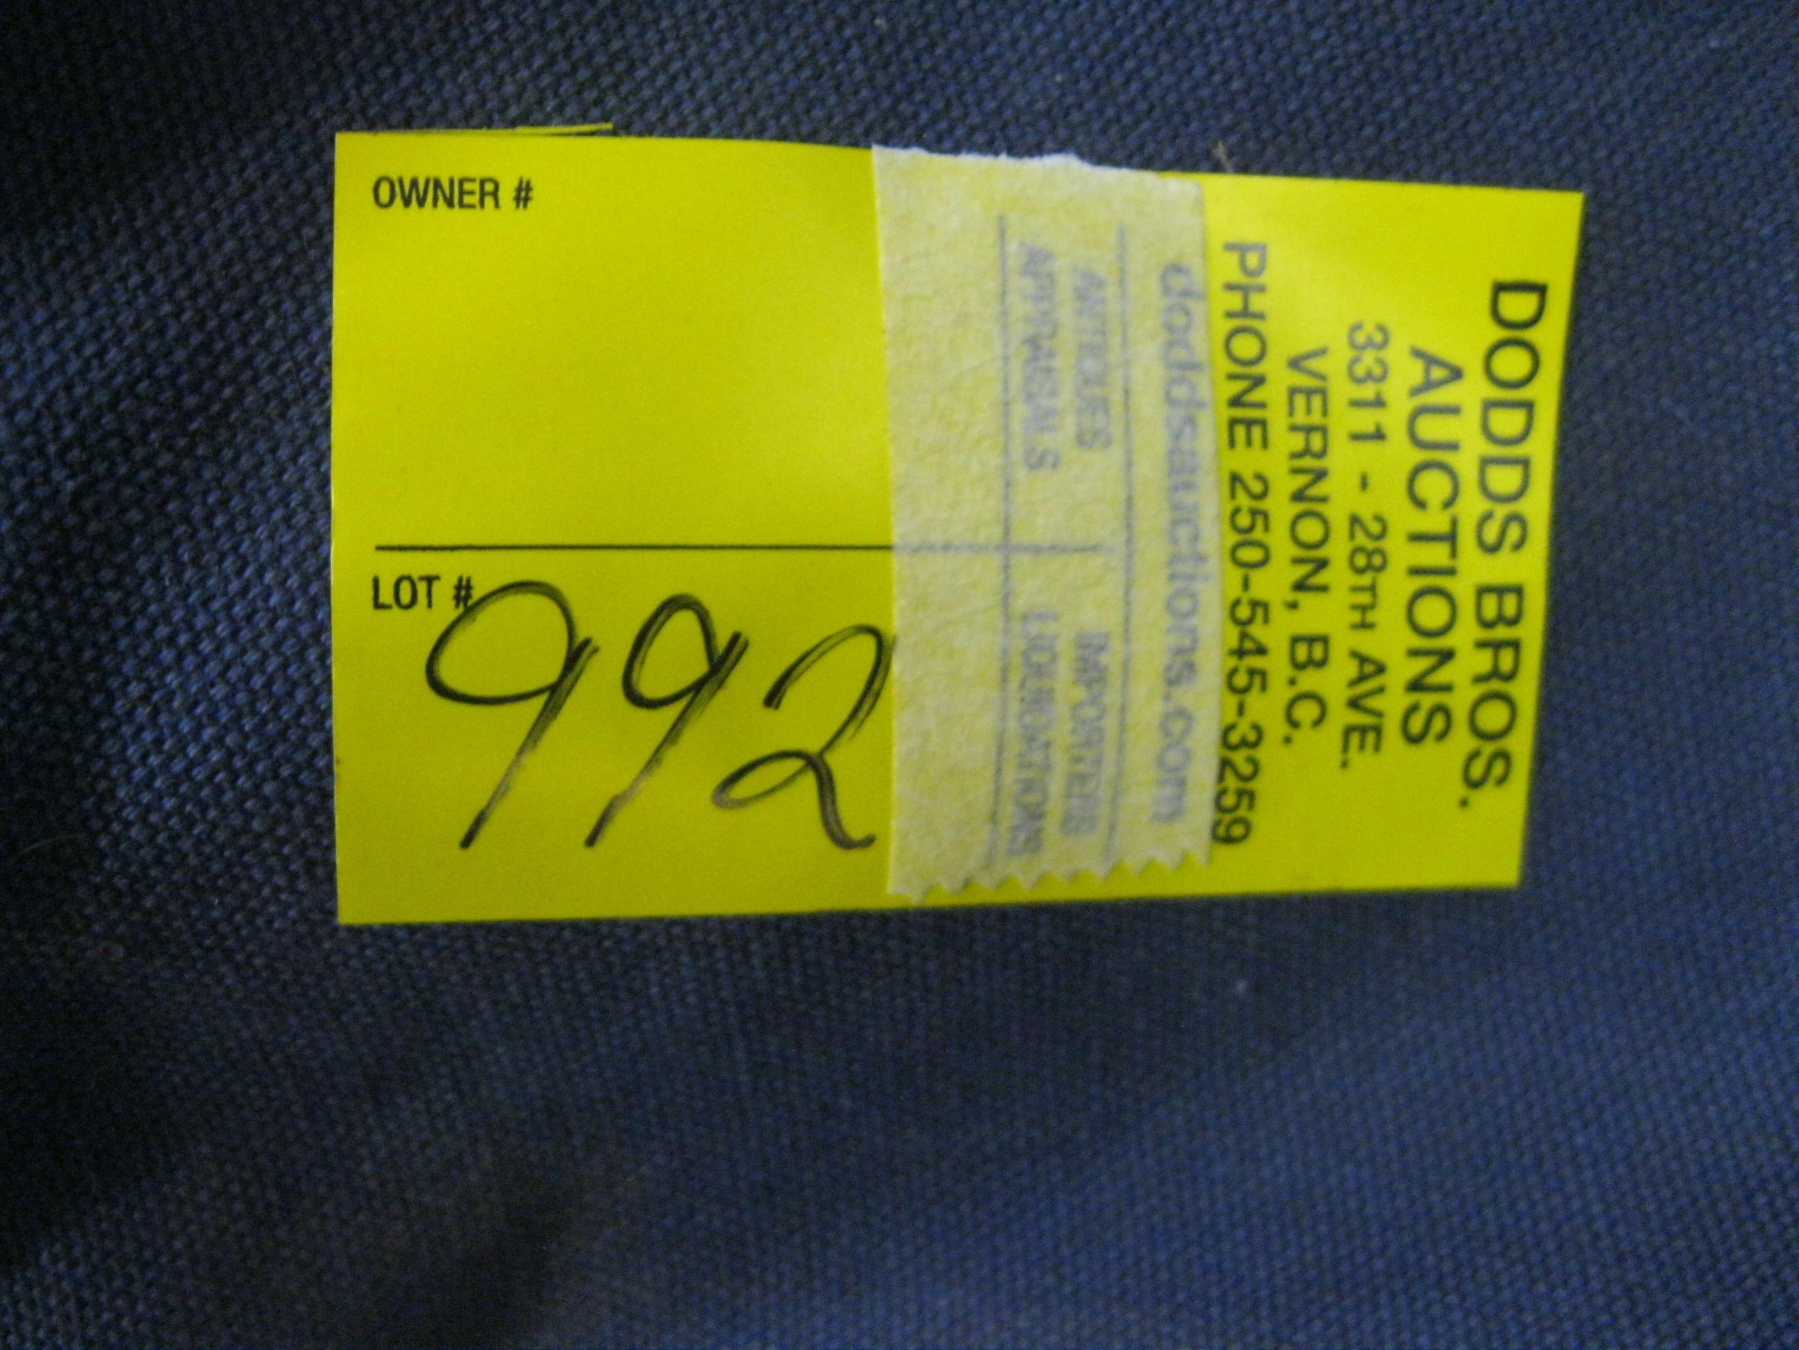 OWNER #
LOT #
992
DODDS BROS.
AUCTIONS
3311 - 28TH AVE.
VERNON, B.C.
PHONE 250-545-3259
doddsauctions.com
ANTIQUES IMPORTERS
APPRAISALS LIQUIDATIONS